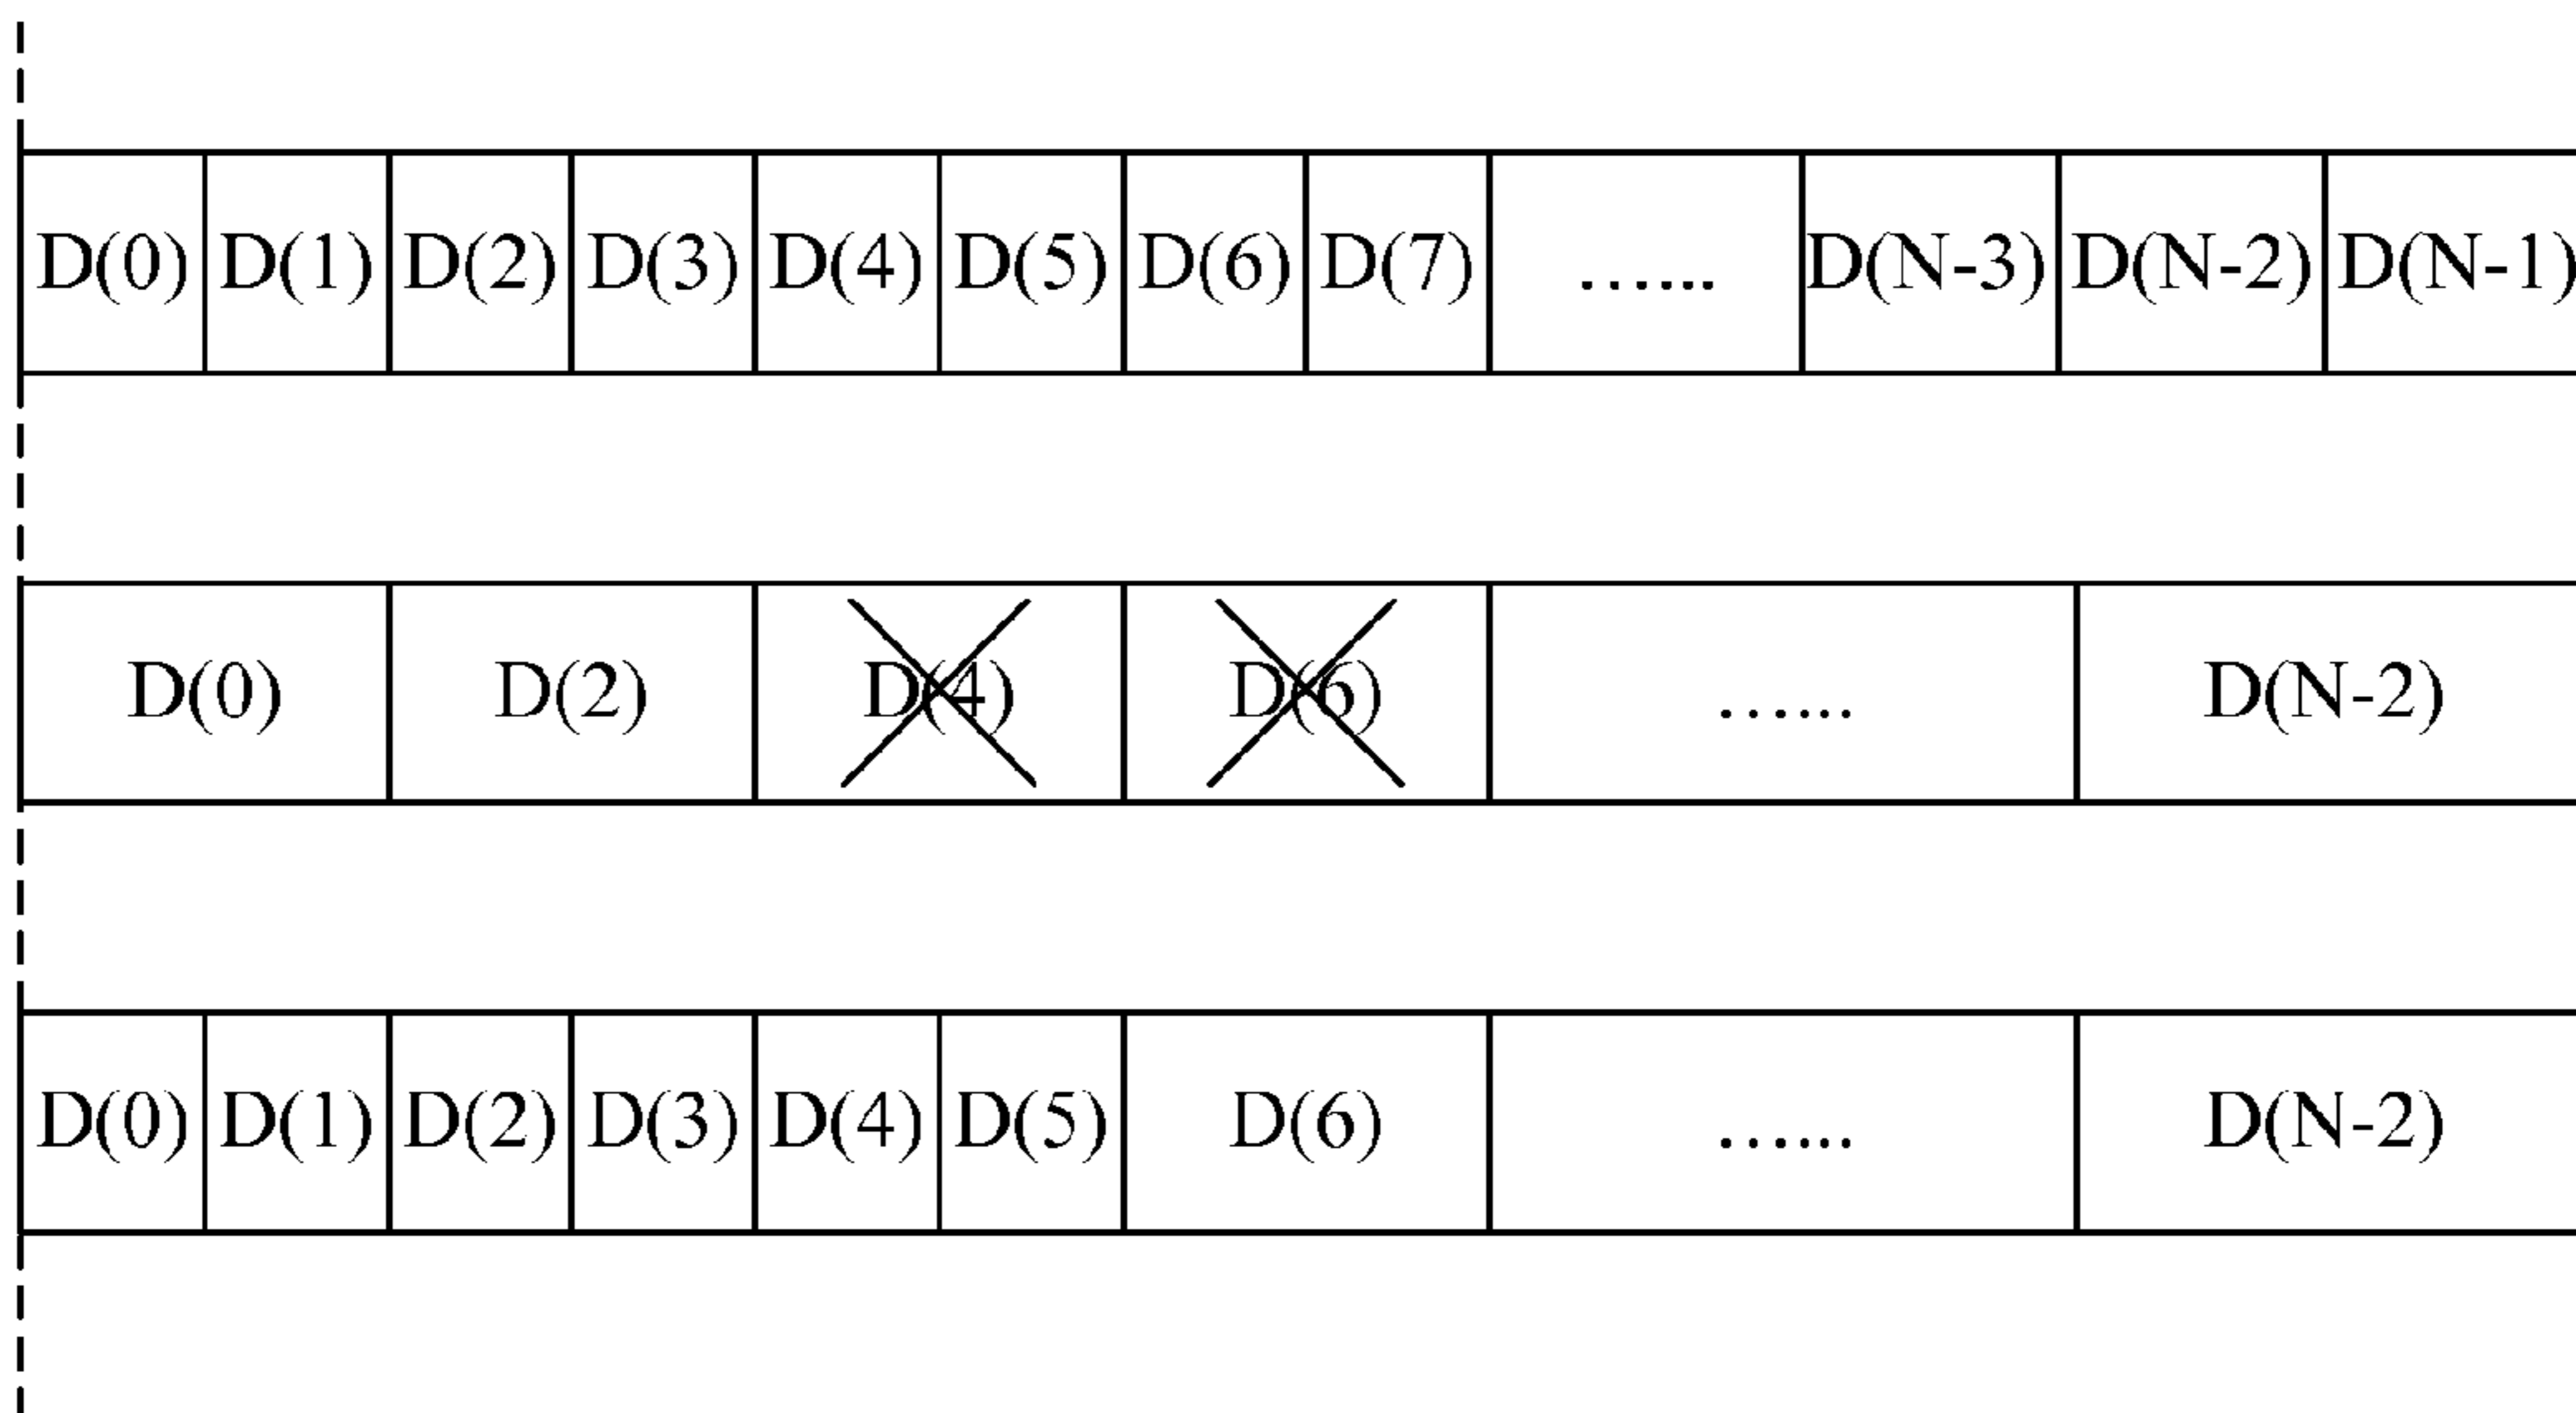 D(0) D(1) D(2) D(3) D(4) D(5) D(6) D(7) ...... D(N-3) D(N-2) D(N-1)
D(0) D(2) D(4) D(6) ...... D(N-2)
D(0) D(1) D(2) D(3) D(4) D(5) D(6) ...... D(N-2)